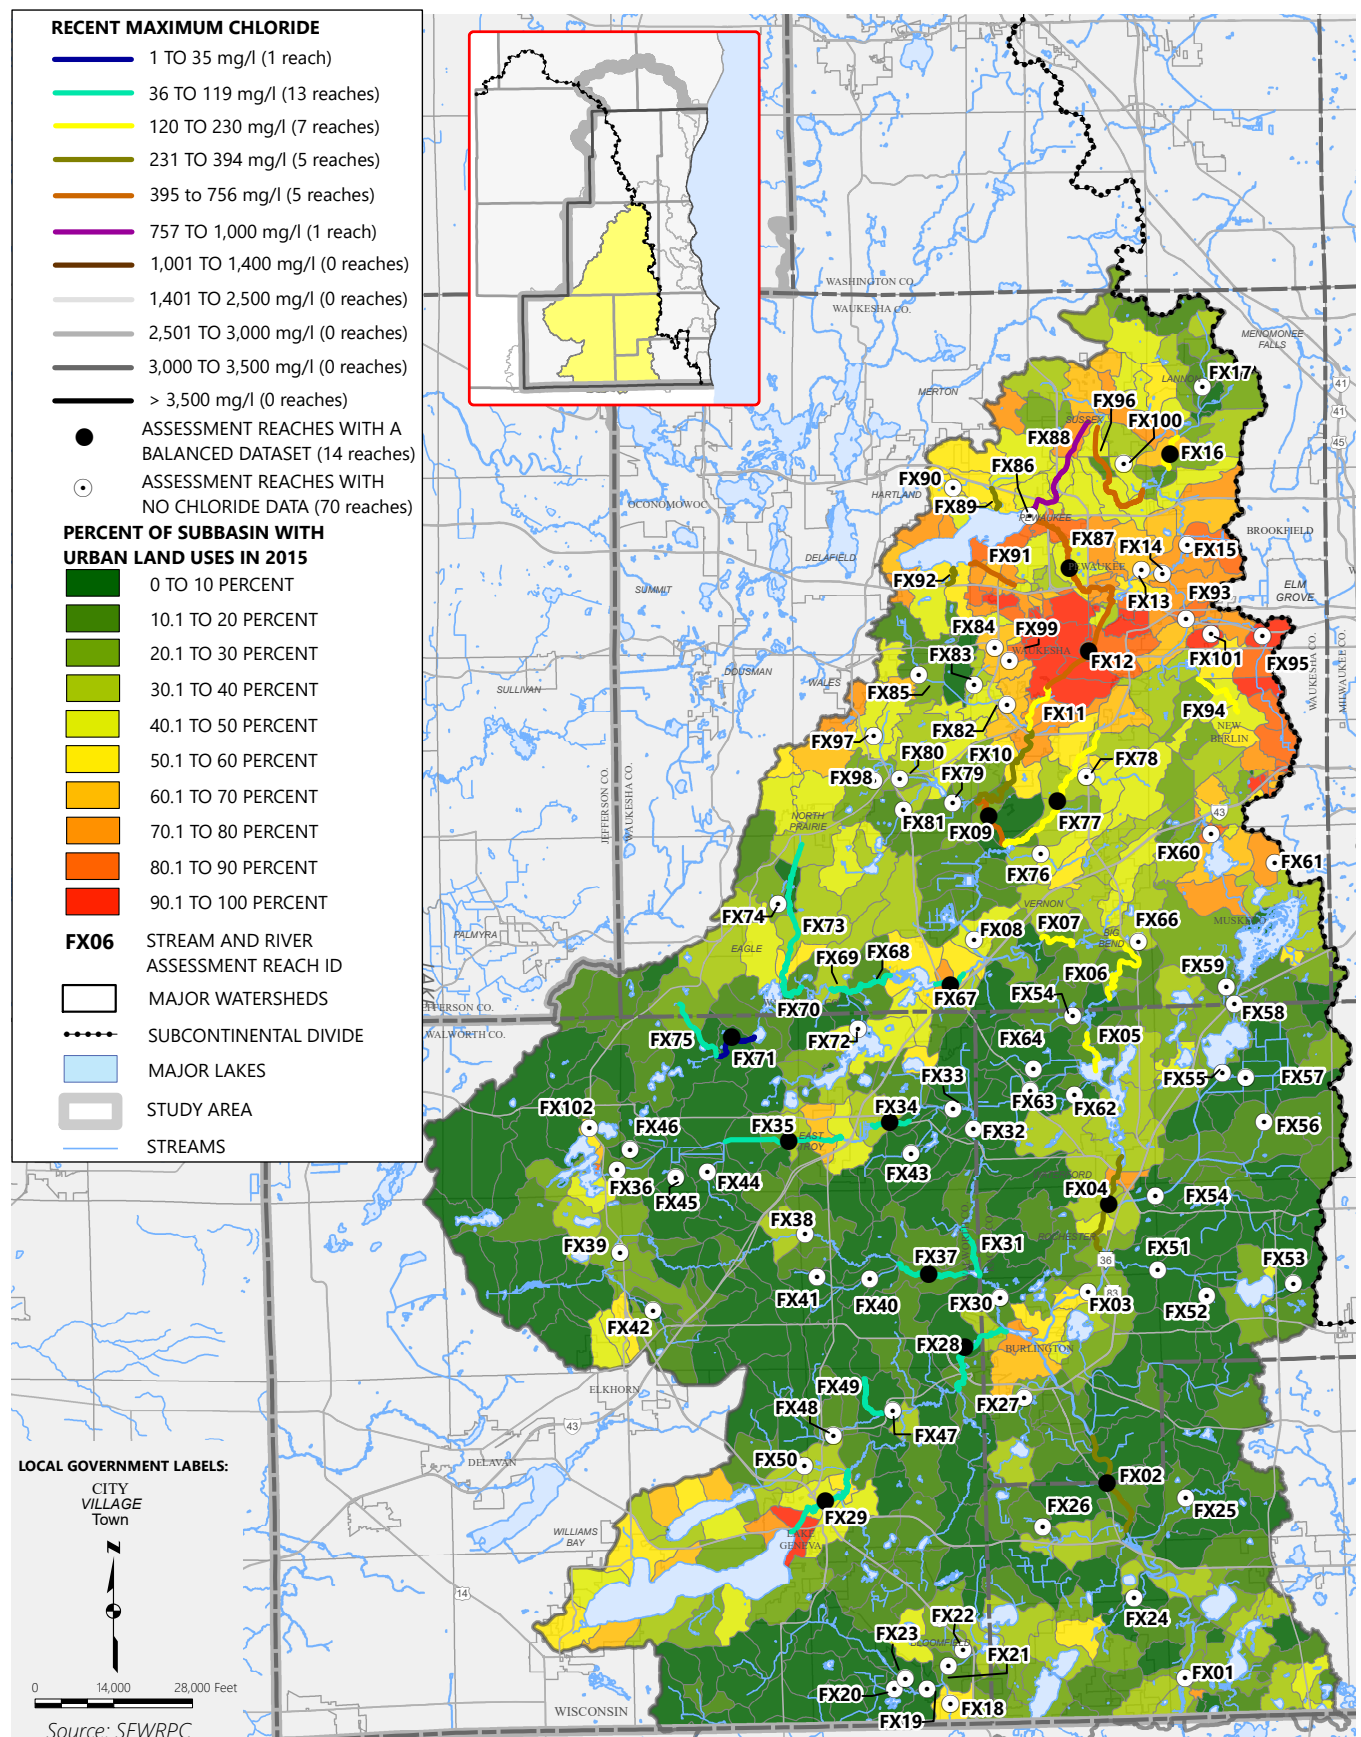 RECENT MAXIMUM CHLORIDE
1 TO 35 mg/l (1 reach)
36 TO 119 mg/l (13 reaches)
120 TO 230 mg/l (7 reaches)
231 TO 394 mg/l (5 reaches)
395 to 756 mg/l (5 reaches)
757 TO 1,000 mg/l (1 reach)
1,001 TO 1,400 mg/l (0 reaches)
1,401 TO 2,500 mg/l (0 reaches)
2,501 TO 3,000 mg/l (0 reaches)
3,000 TO 3,500 mg/l (0 reaches)
> 3,500 mg/l (0 reaches)
ASSESSMENT REACHES WITH A
BALANCED DATASET (14 reaches)
ASSESSMENT REACHES WITH
NO CHLORIDE DATA (70 reaches)
PERCENT OF SUBBASIN WITH
URBAN LAND USES IN 2015
0 TO 10 PERCENT
10.1 TO 20 PERCENT
20.1 TO 30 PERCENT
30.1 TO 40 PERCENT
40.1 TO 50 PERCENT
50.1 TO 60 PERCENT
60.1 TO 70 PERCENT
70.1 TO 80 PERCENT
80.1 TO 90 PERCENT
90.1 TO 100 PERCENT
FX06 STREAM AND RIVER
ASSESSMENT REACH ID
MAJOR WATERSHEDS
SUBCONTINENTAL DIVIDE
MAJOR LAKES
STUDY AREA
STREAMS
LOCAL GOVERNMENT LABELS:
CITY
VILLAGE
Town
N
0 14,000 28,000 Feet
Source: SEWRPC
WASHINGTON CO.
WAUKESHA CO.
MENOMONEE
FALLS
LANNON
FX17
41
41
45
MERTON
FX96
SUSSEX
FX100
FX88
FX16
FX86
FX90
HARTLAND
FX89
OCONOMOWOC
PEWAUKEE
BROOKFIELD
FX87
FX14
FX15
DELAFIELD
FX91
PEWAUKEE
FX92
FX13
ELM
GROVE
SUMMIT
FX93
FX84
FX99
WAUKESHA
FX83
FX12
FX101
FX95
WAUKESHA CO.
MILWAUKEE CO.
DOUSMAN
WALES
SULLIVAN
FX85
FX94
FX11
FX82
NEW
BERLIN
FX97
FX10
FX80
FX79
FX78
FX98
JEFFERSON CO.
WAUKESHA CO.
NORTH
PRAIRIE
FX81
FX09
FX77
43
FX60
FX61
FX76
VERNON
FX74
FX73
FX08
FX07
FX66
MUSKEGO
PALMYRA
EAGLE
BIG
BEND
FX69
FX68
FX06
FX59
FX67
FX54
FX58
JEFFERSON CO.
WALWORTH CO.
FX70
FX75
FX71
FX72
FX64
FX05
FX33
FX55
FX57
FX63
FX62
FX102
FX46
FX35
FX34
EAST
TROY
FX32
FX56
FX36
FX45
FX44
FX43
FX04
FX54
FX38
ROCHESTER
FX39
FX31
FX37
FX51
FX53
36
FX41
FX40
FX30
FX03
83
FX52
FX42
FX28
BURLINGTON
ELKHORN
FX49
FX27
FX48
FX47
43
DELAVAN
FX50
FX02
FX29
FX26
FX25
WILLIAMS
BAY
LAKE
GENEVA
14
FX24
FX22
FX23
BLOOMFIELD
FX21
FX01
FX20
FX19
FX18
WISCONSIN